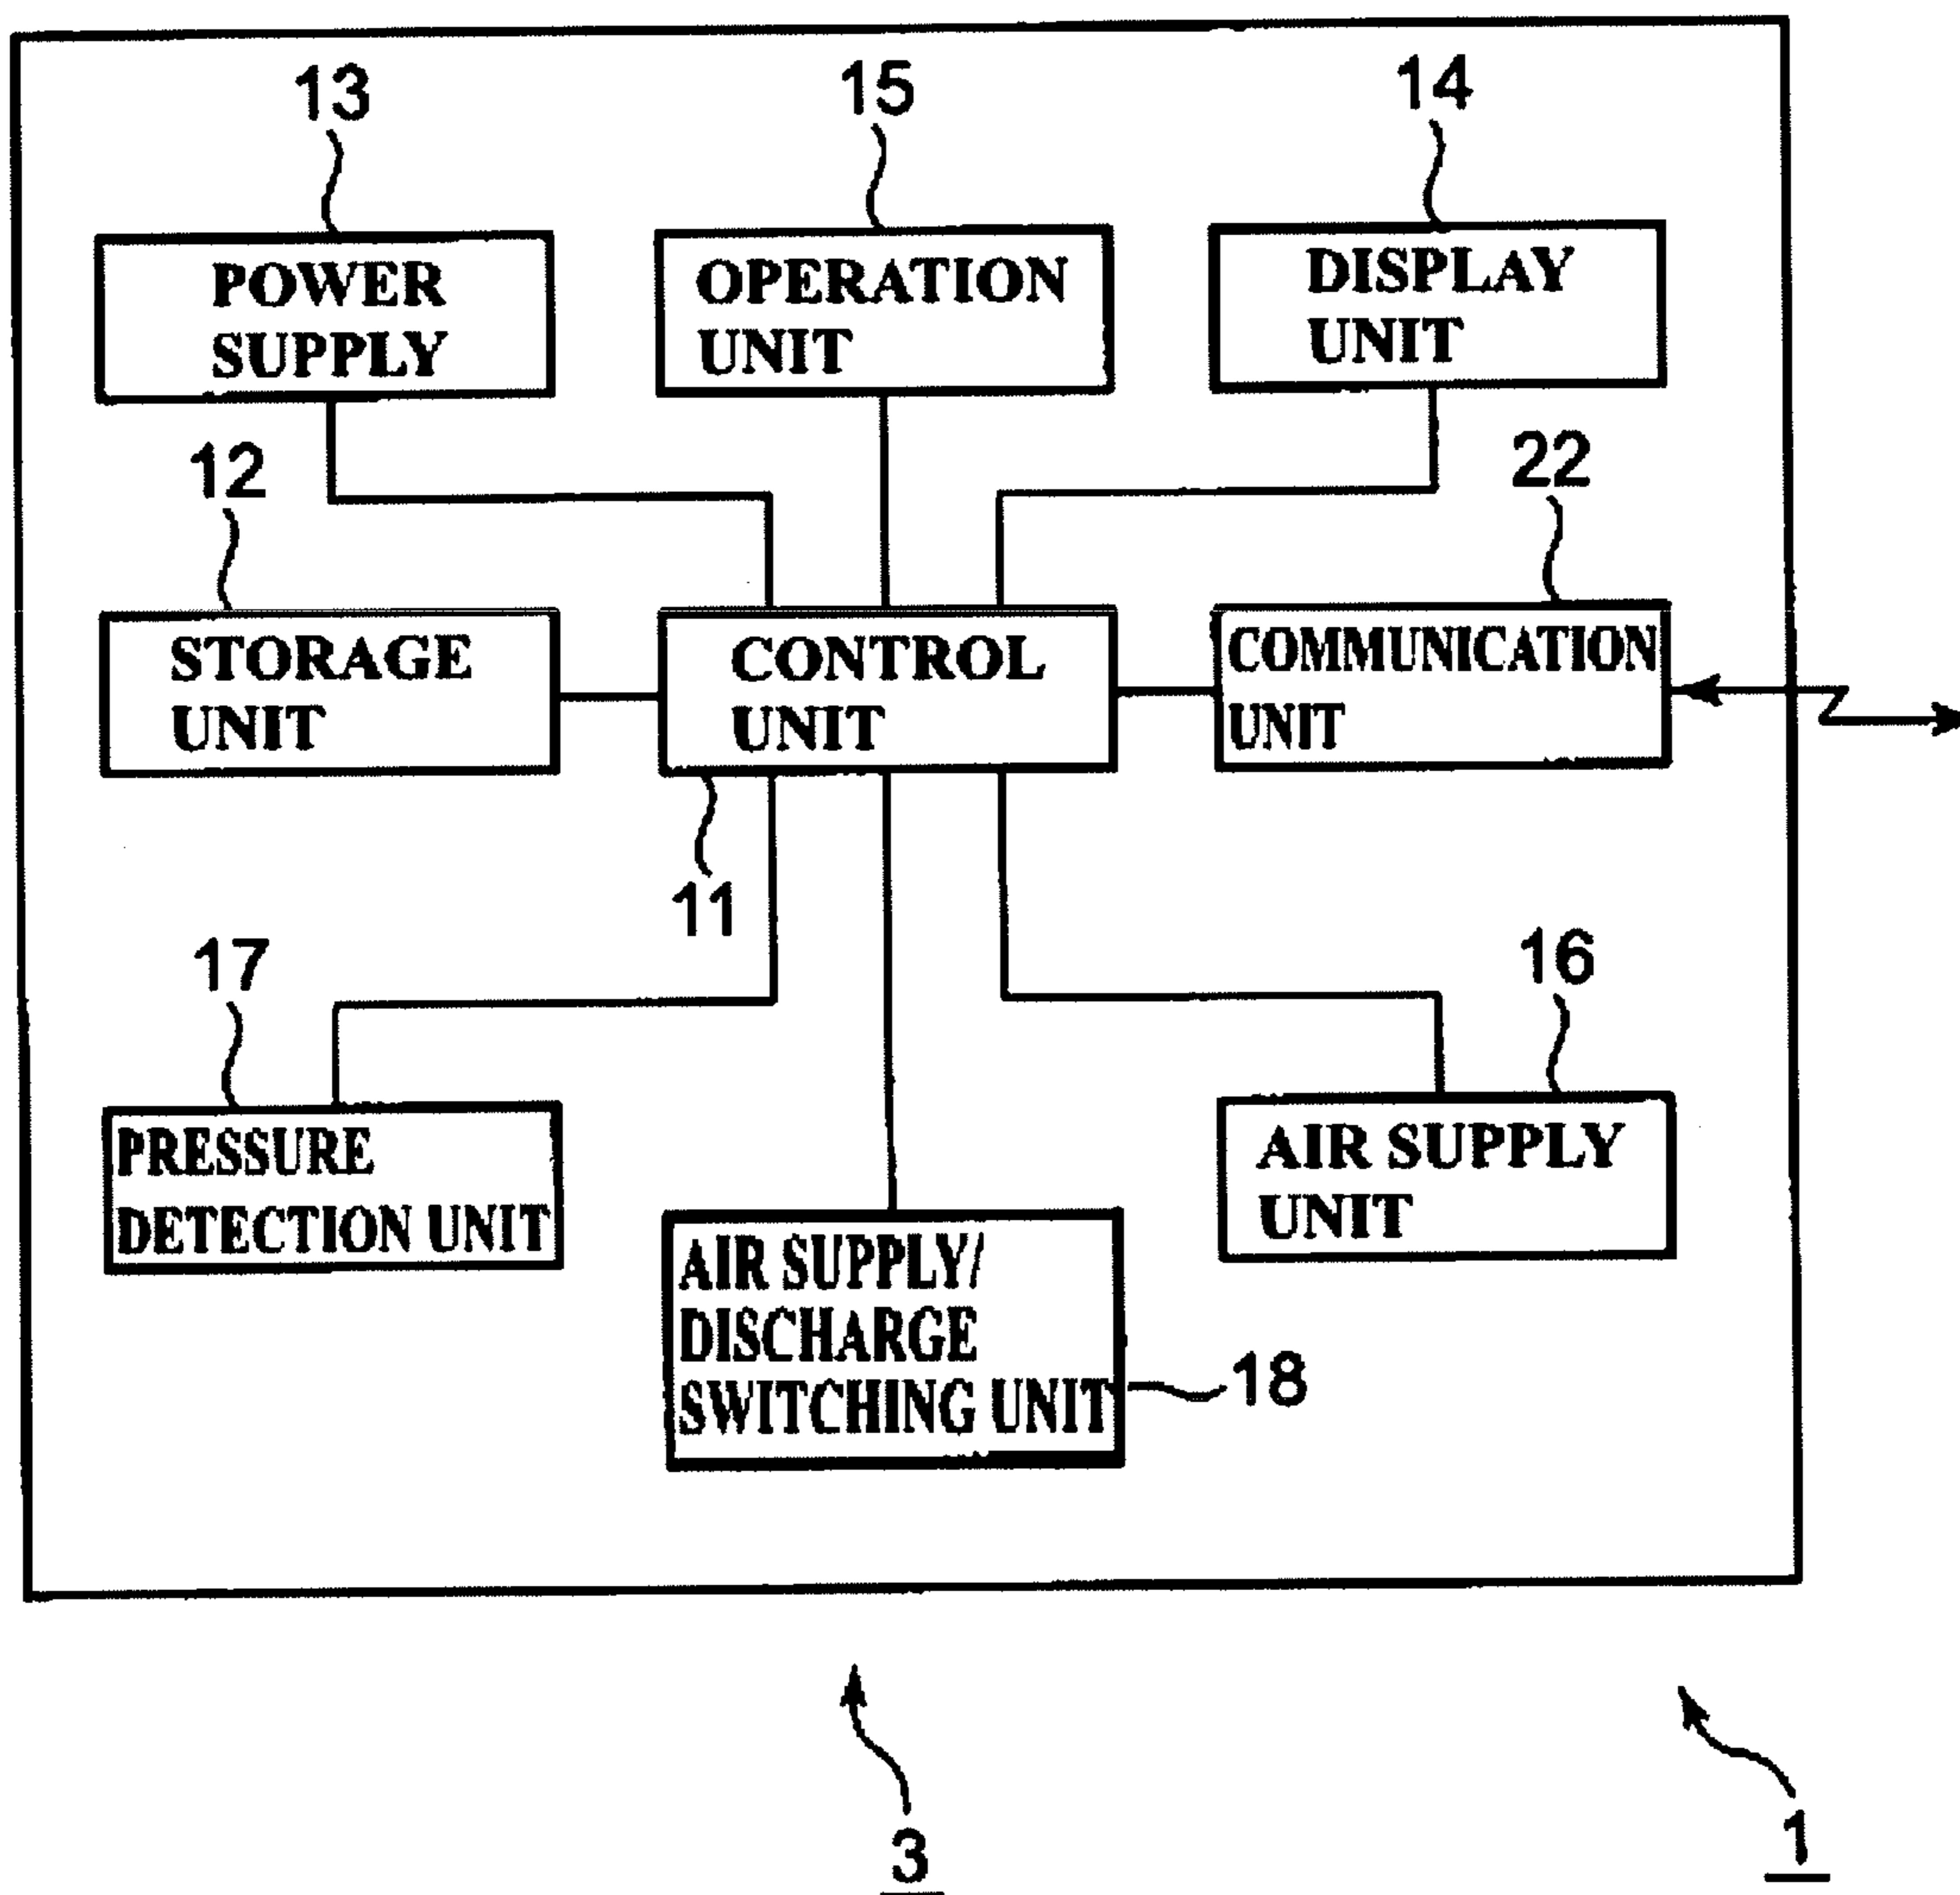 13
15
14
POWER
SUPPLY
OPERATION
UNIT
DISPLAY
UNIT
12
22
STORAGE
UNIT
CONTROL
UNIT
COMMUNICATION
UNIT
11
17
16
PRESSURE
DETECTION UNIT
AIR SUPPLY
UNIT
AIR SUPPLY/
DISCHARGE
SWITCHING UNIT
18
3
1